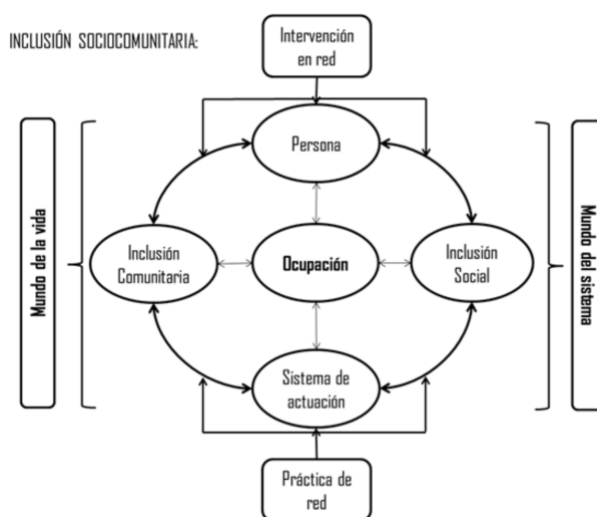 INCLUSIÓN SOCIOCOMUNITARIA:
Intervención
en red
Persona
Mundo de la vida
Inclusión
Comunitaria
Ocupación
Inclusión
Social
Mundo del sistema
Sistema de
actuación
Práctica de
red